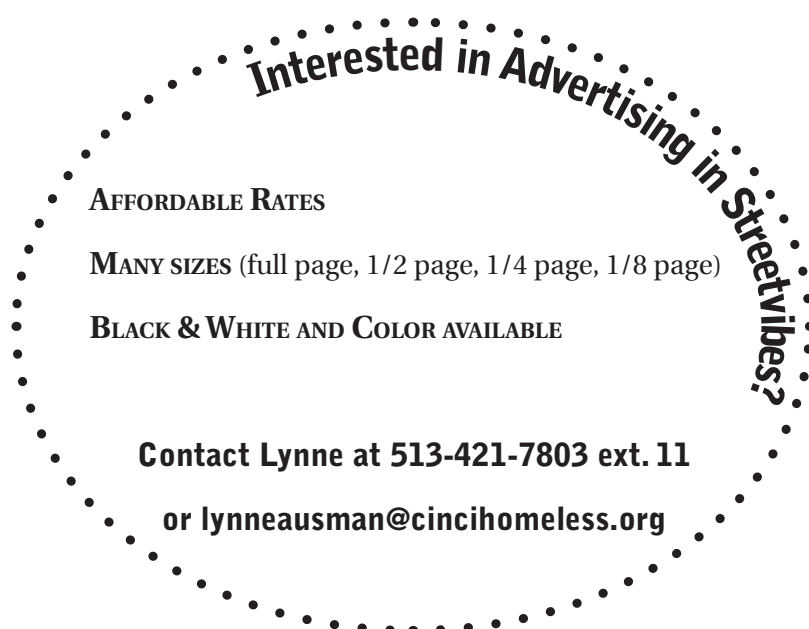 Interested in Advertising in Streetvibes?
AFFORDABLE RATES
MANY SIZES (full page, 1/2 page, 1/4 page, 1/8 page)
BLACK & WHITE AND COLOR AVAILABLE
Contact Lynne at 513-421-7803 ext. 11
or lynneausman@cincihomeless.org